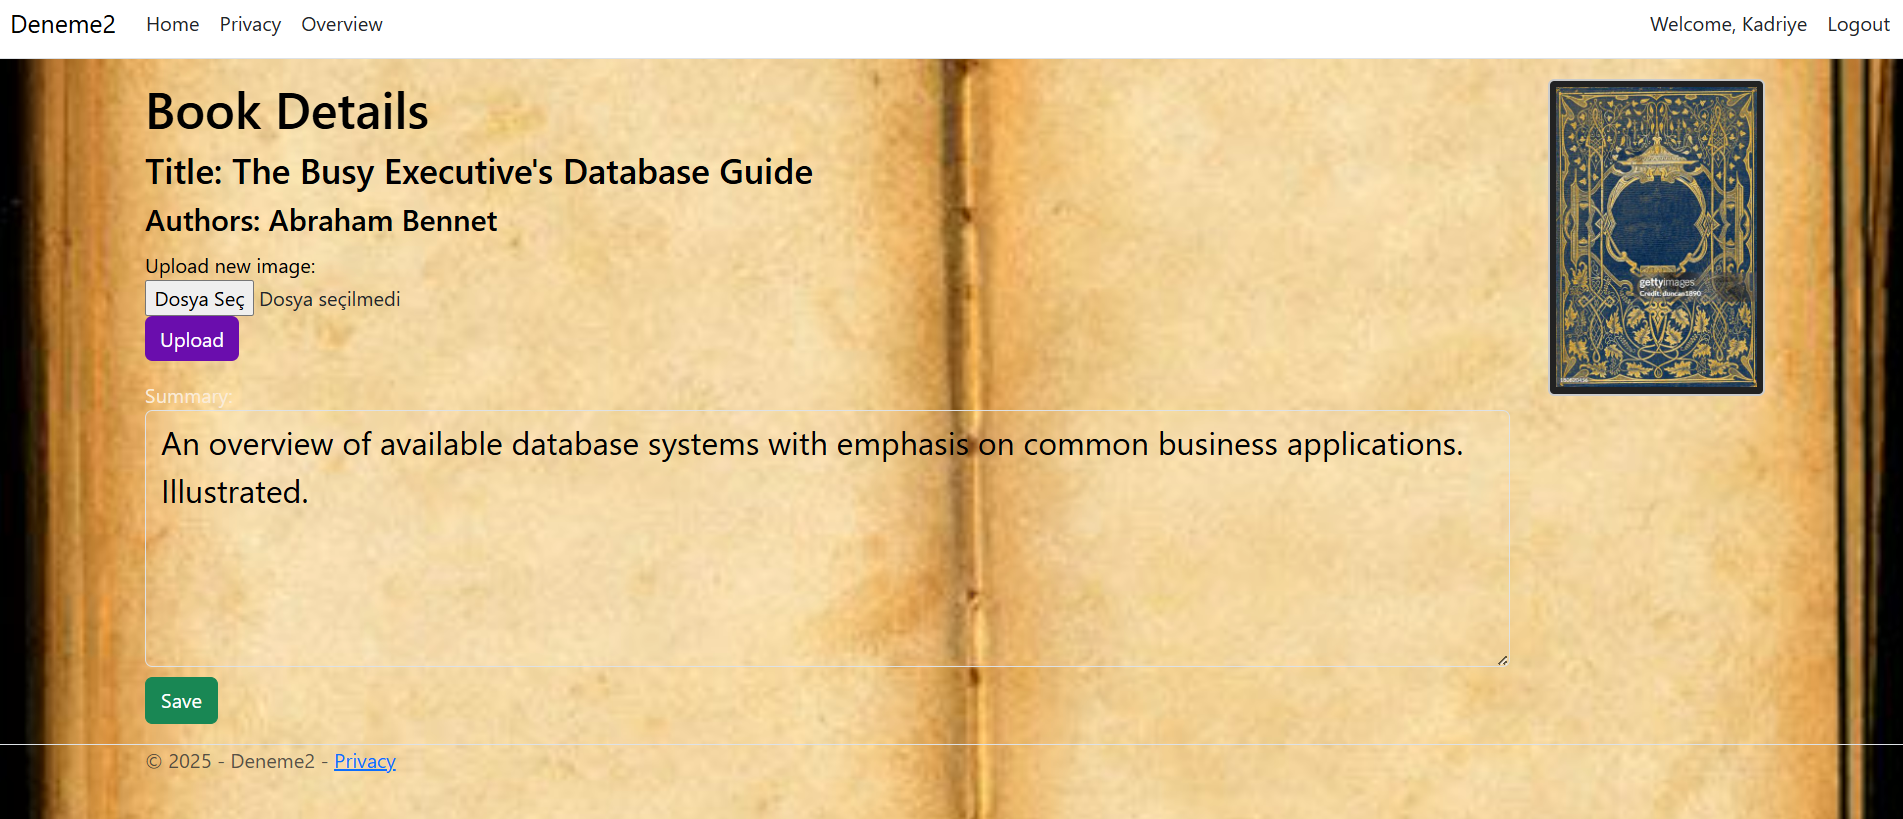 Deneme2 Home Privacy Overview Welcome, Kadriye Logout
Book Details
Title: The Busy Executive's Database Guide
Authors: Abraham Bennet
Upload new image:
Dosya Seç Dosya seçilmedi
Upload
Summary:
An overview of available database systems with emphasis on common business applications.
Illustrated.
Save
gettyimages
Credit: duncan1890
© 2025 - Deneme2 - Privacy